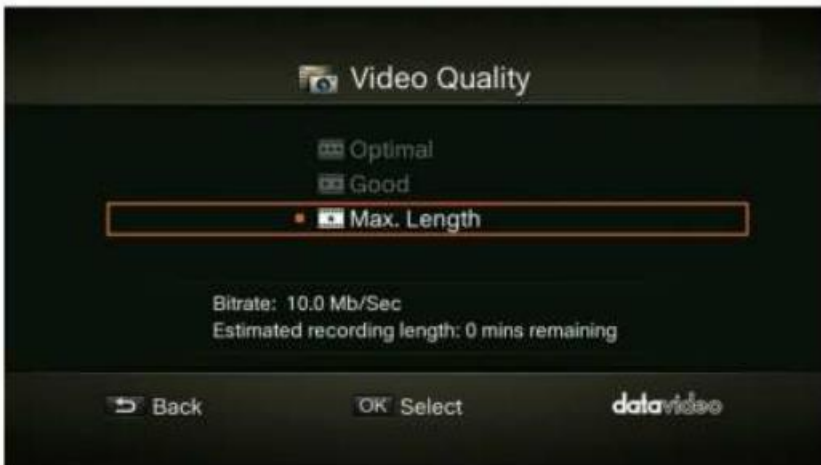 Video Quality
Optimal
Good
Max. Length
Bitrate: 10.0 Mb/Sec
Estimated recording length: 0 mins remaining
Back
OK Select
datavideo